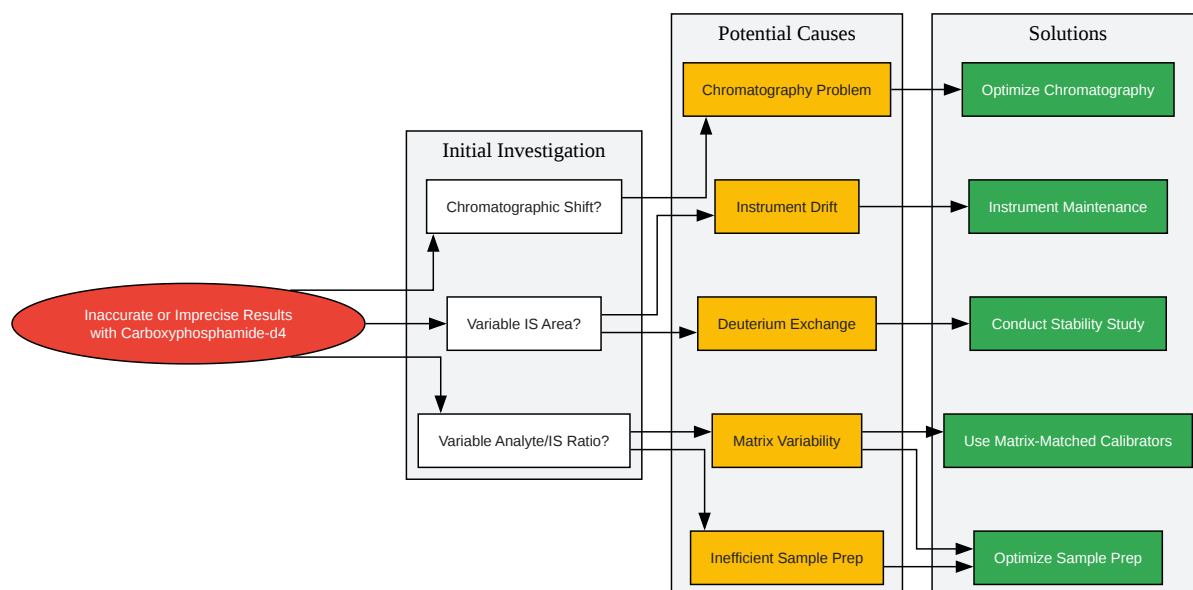 Inaccurate or Imprecise Results
with Carboxyphosphamide-d4
Initial Investigation
Chromatographic Shift?
Variable IS Area?
Variable Analyte/IS Ratio?
Potential Causes
Chromatography Problem
Instrument Drift
Deuterium Exchange
Matrix Variability
Inefficient Sample Prep
Solutions
Optimize Chromatography
Instrument Maintenance
Conduct Stability Study
Use Matrix-Matched Calibrators
Optimize Sample Prep